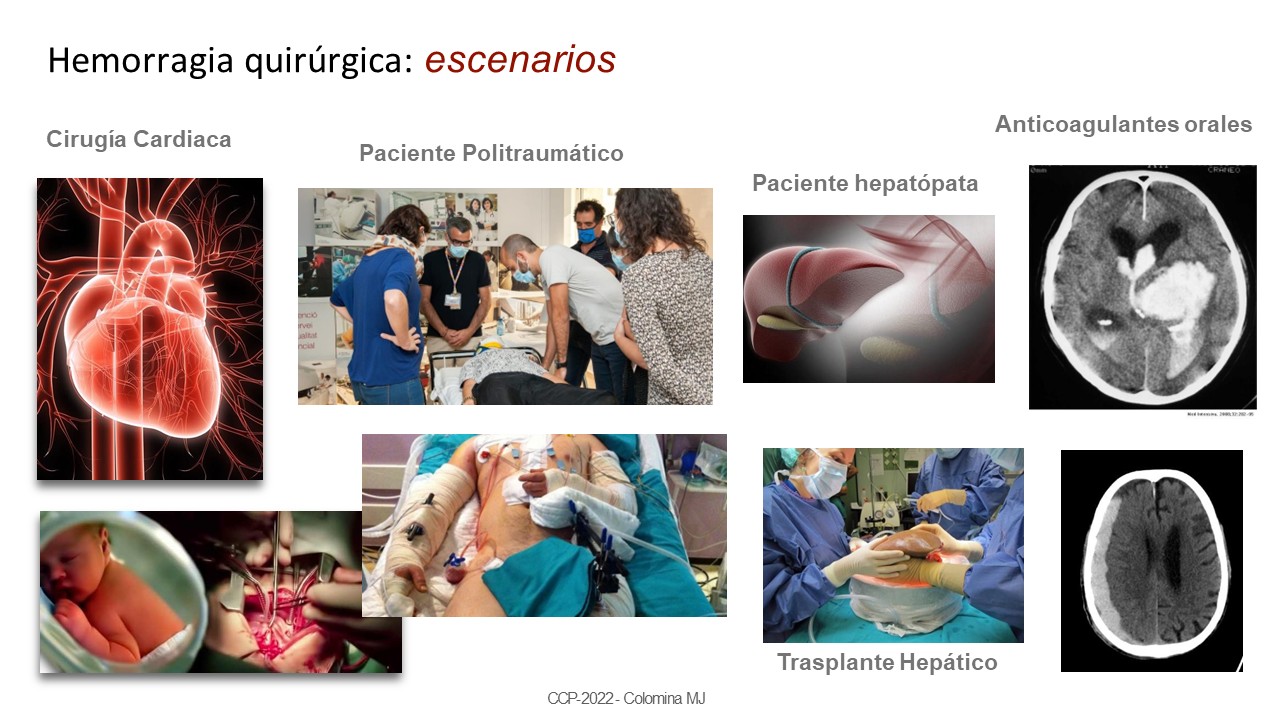 Hemorragia quirúrgica: escenarios
Cirugía Cardiaca
Paciente Politraumático
Paciente hepatópata
Anticoagulantes orales
CRANEO
Trasplante Hepático
CCP-2022 - Colomina MJ